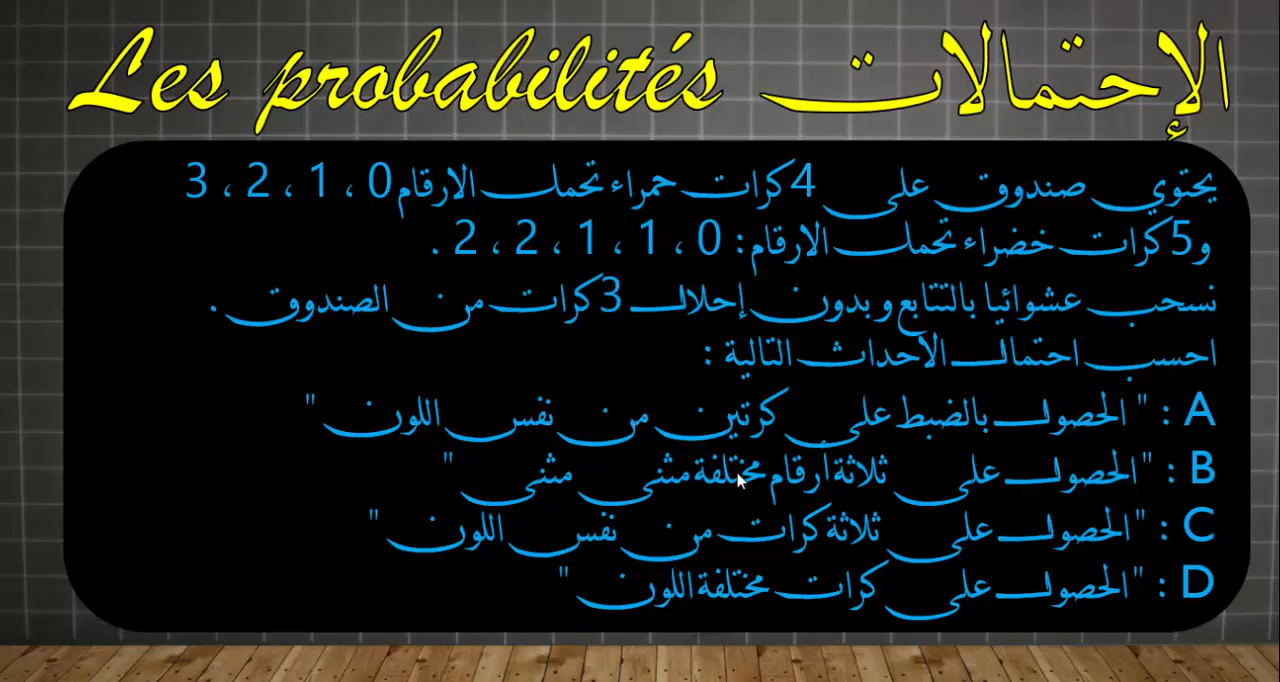 Les probabilités الإحتمالات
يحتوي صندوق على 4 كرات حمراء تحمل الارقام 0 ، 1 ، 2 ، 3
و 5 كرات خضراء تحمل الارقام : 0 ، 1 ، 1 ، 2 ، 2 .
نسحب عشوائيا بالتتابع و بدون إحلال 3 كرات من الصندوق .
احسب احتمال الأحداث التالية :
A : " الحصول بالضبط على كرتين من نفس اللون "
B : "الحصول على ثلاثة أرقام مختلفة مثنى مثنى "
C : "الحصول على ثلاثة كرات من نفس اللون "
D : "الحصول على كرات مختلفة اللون "